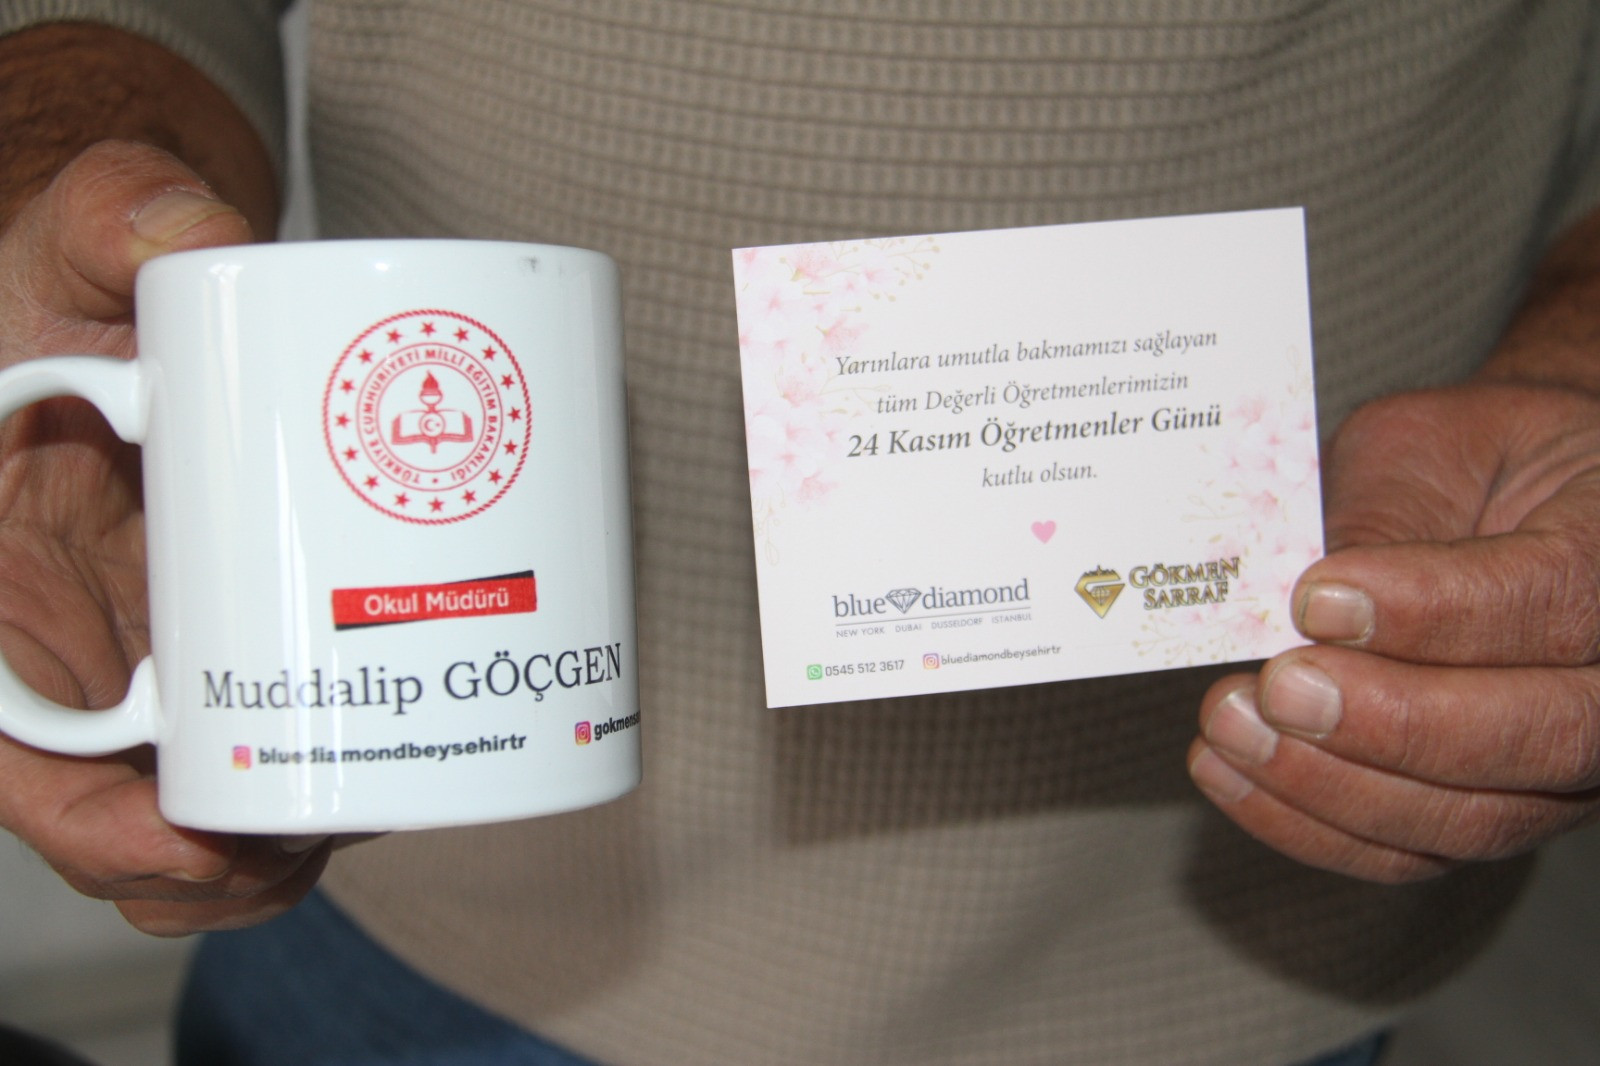 TÜRKİYE CUMHURİYETİ MİLLİ EĞİTİM BAKANLIĞI
Okul Müdürü
Muddalip GÖÇGEN
bluediamondbeysehirtr
Yarınlara umutla bakmamızı sağlayan
tüm Değerli Öğretmenlerimizin
24 Kasım Öğretmenler Günü
kutlu olsun.
blue diamond
NEW YORK DUBAI DUSSELDORF ISTANBUL
GÖKMEN
SARRAF
0545 512 3617 bluediamondbeysehirtr